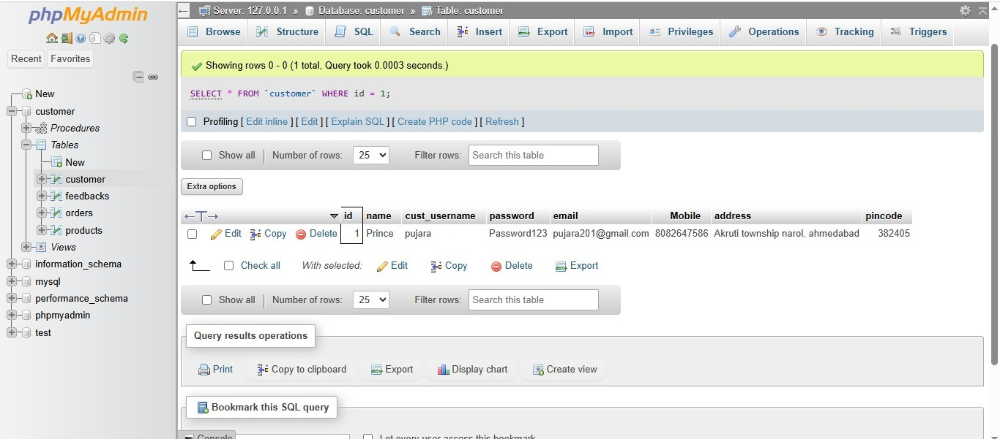 phpMyAdmin
Recent Favorites
New
customer
Procedures
Tables
New
customer
feedbacks
orders
products
Views
information_schema
mysql
performance_schema
phpmyadmin
test
Server: 127.0.0.1 » Database: customer » Table: customer
Browse Structure SQL Search Insert Export Import Privileges Operations Tracking Triggers
Showing rows 0 - 0 (1 total, Query took 0.0003 seconds.)
SELECT * FROM `customer` WHERE id = 1;
Profiling [ Edit inline ] [ Edit ] [ Explain SQL ] [ Create PHP code ] [ Refresh ]
Show all | Number of rows: 25 Filter rows: Search this table
Extra options
id name cust_username password email Mobile address pincode
Edit Copy Delete 1 Prince pujara Password123 pujara201@gmail.com 8082647586 Akruti township narol, ahmedabad 382405
Check all With selected: Edit Copy Delete Export
Show all | Number of rows: 25 Filter rows: Search this table
Query results operations
Print Copy to clipboard Export Display chart Create view
Bookmark this SQL query
Console Let every user access this bookmark